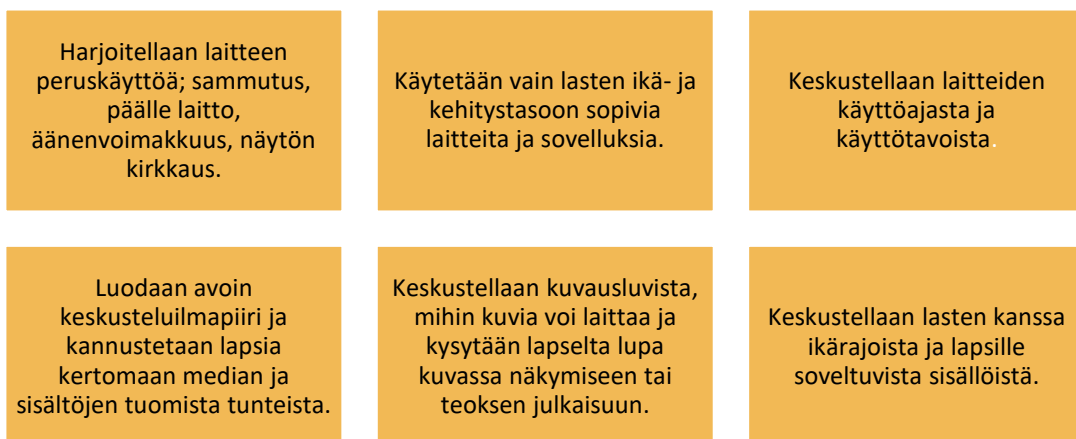 Harjoitellaan laitteen
peruskäyttöä; sammutus,
päälle laitto,
äänenvoimakkuus, näytön
kirkkaus.
Käytetään vain lasten ikä- ja
kehitystasoon sopivia
laitteita ja sovelluksia.
Keskustellaan laitteiden
käyttöajasta ja
käyttötavoista.
Luodaan avoin
keskusteluilmapiiri ja
kannustetaan lapsia
kertomaan median ja
sisältöjen tuomista tunteista.
Keskustellaan kuvausluvista,
mihin kuvia voi laittaa ja
kysytään lapselta lupa
kuvassa näkymiseen tai
teoksen julkaisuun.
Keskustellaan lasten kanssa
ikärajoista ja lapsille
soveltuvista sisällöistä.